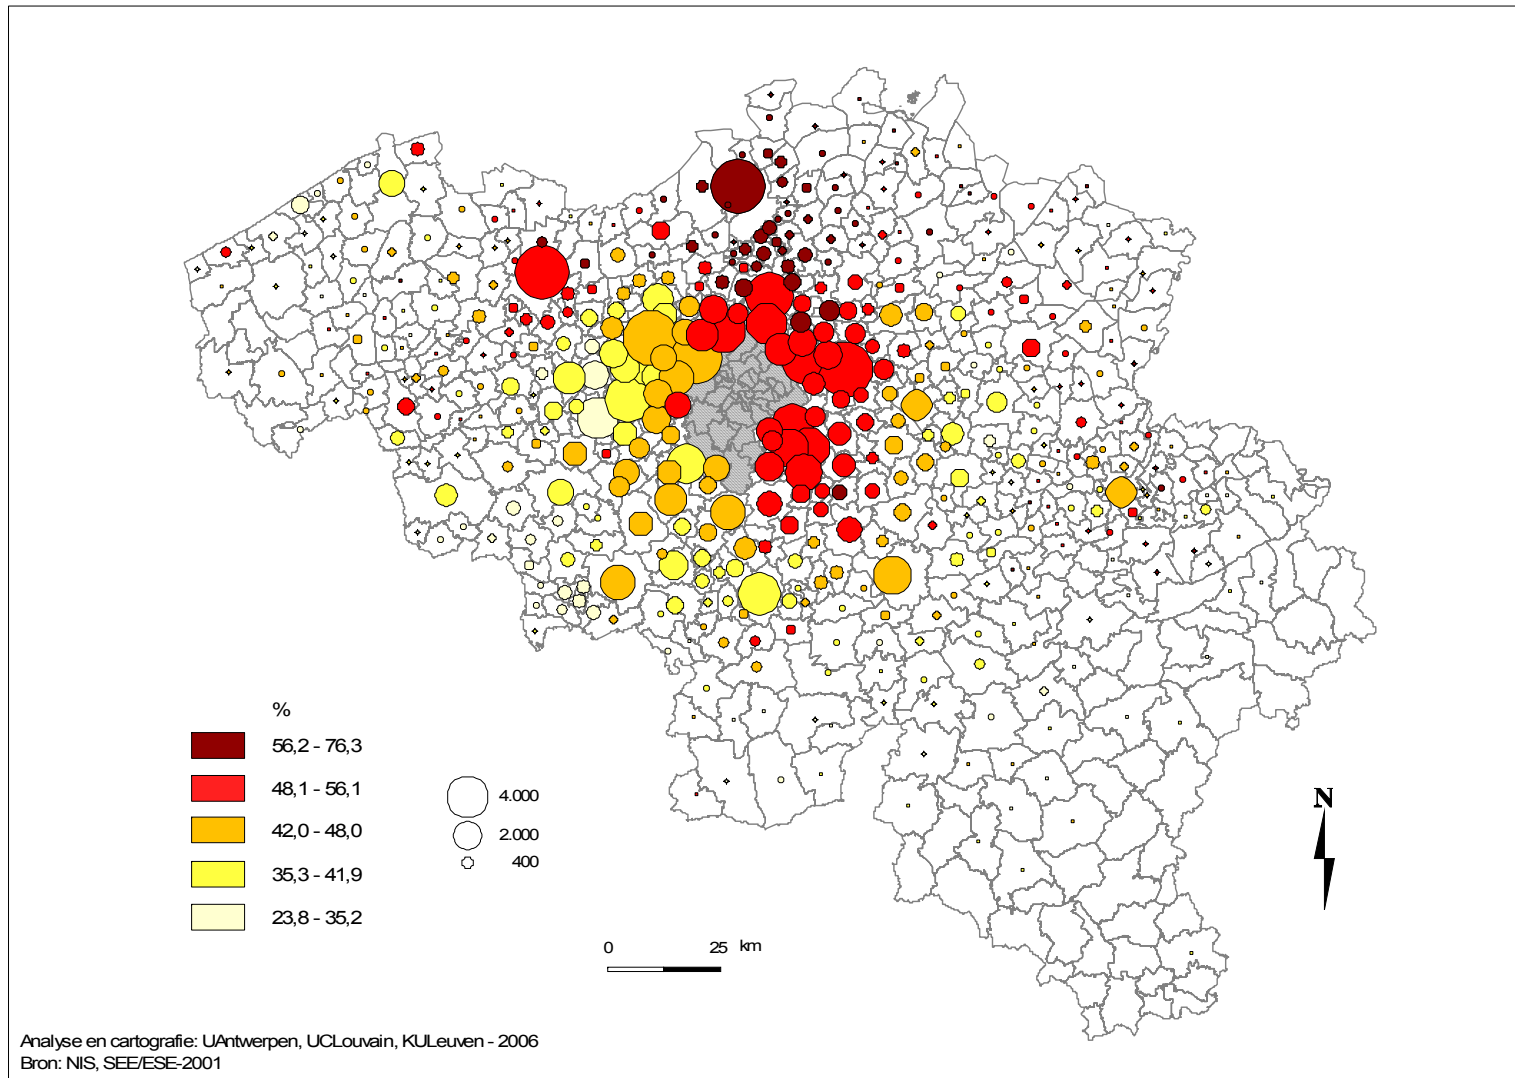 %
56,2 - 76,3
48,1 - 56,1
42,0 - 48,0
35,3 - 41,9
23,8 - 35,2
4.000
2.000
400
N
0 25 km
Analyse en cartografie: UAntwerpen, UCLouvain, KULeuven - 2006
Bron: NIS, SEE/ESE-2001